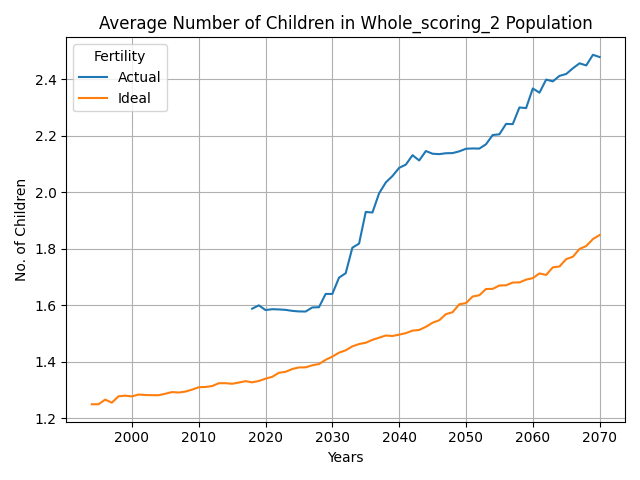 Average Number of Children in Whole_scoring_2 Population
Fertility
Actual
Ideal
No. of Children
2.4
2.2
2.0
1.8
1.6
1.4
1.2
2000 2010 2020 2030 2040 2050 2060 2070
Years